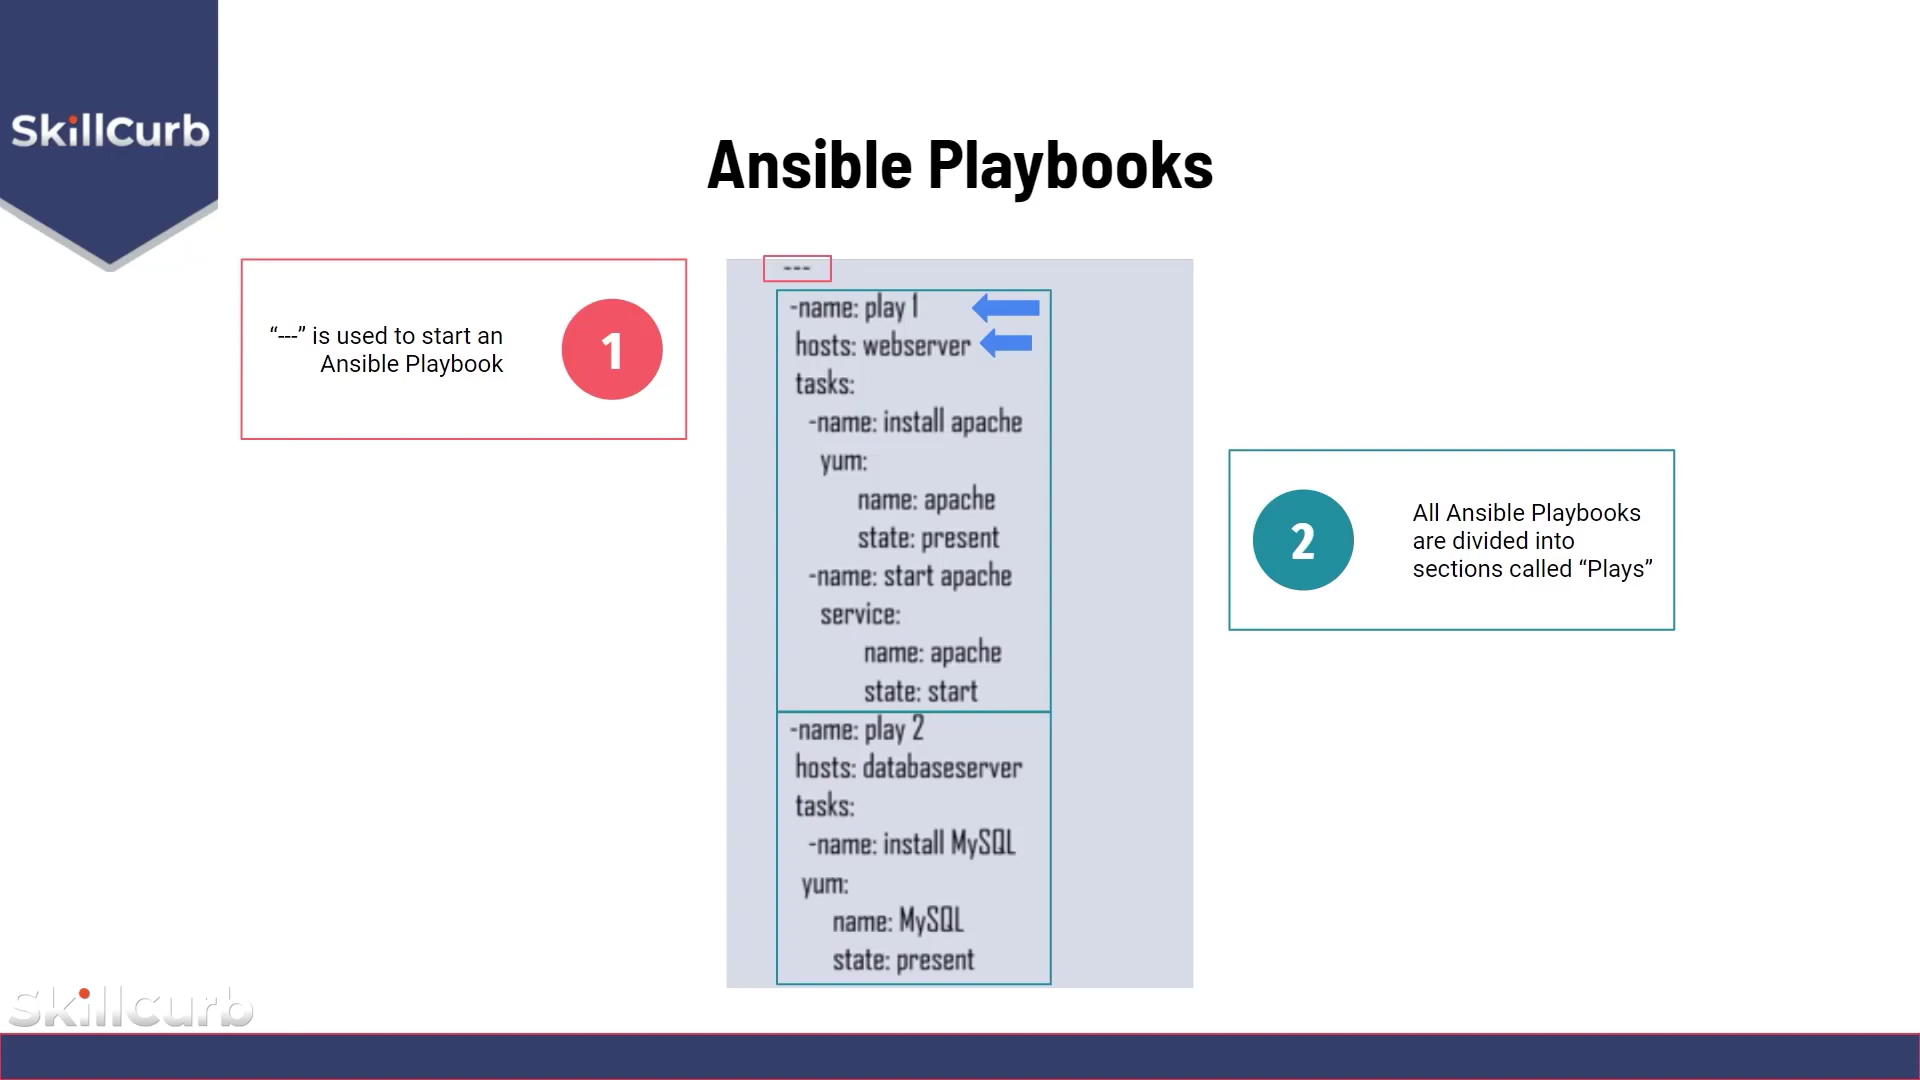 SkillCurb
Ansible Playbooks
“---” is used to start an
Ansible Playbook
1
---
-name: play 1
hosts: webserver
tasks:
-name: install apache
yum:
name: apache
state: present
-name: start apache
service:
name: apache
state: start
-name: play 2
hosts: databaseserver
tasks:
-name: install MySQL
yum:
name: MySQL
state: present
2
All Ansible Playbooks
are divided into
sections called “Plays”
Skillcurb